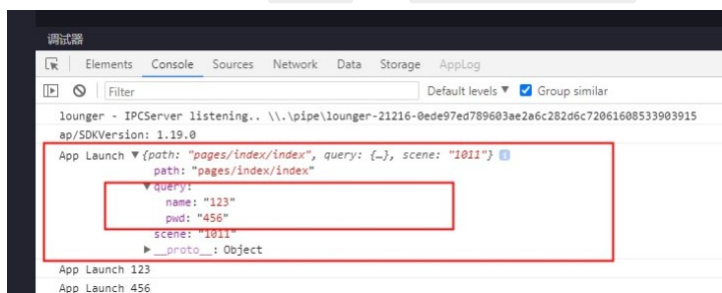 调试器
Elements Console Sources Network Data Storage AppLog
Filter Default levels ▼ Group similar
lounger - IPCServer listening.. \\.\pipe\lounger-21216-0ede97ed789603ae2a6c282d6c72061608533903915
ap/SDKVersion: 1.19.0
App Launch ▼{path: "pages/index/index", query: {…}, scene: "1011"}
path: "pages/index/index"
▼query:
name: "123"
pwd: "456"
scene: "1011"
▶__proto__: Object
App Launch 123
App Launch 456